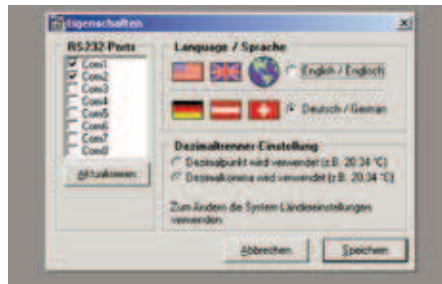 Eigenschaften
RS232-Ports
Com1
Com2
Com3
Com4
Com5
Com6
Com7
Com8
Aktualisieren
Language / Sprache
English / Englisch
Deutsch / German
Dezimaltrenner Einstellung
Dezimalpunkt wird verwendet (z.B. 20.34 °C)
Dezimalkomma wird verwendet (z.B. 20,34 °C)
Zum Ändern die System Ländereinstellungen
verwenden
Abbrechen
Speichern